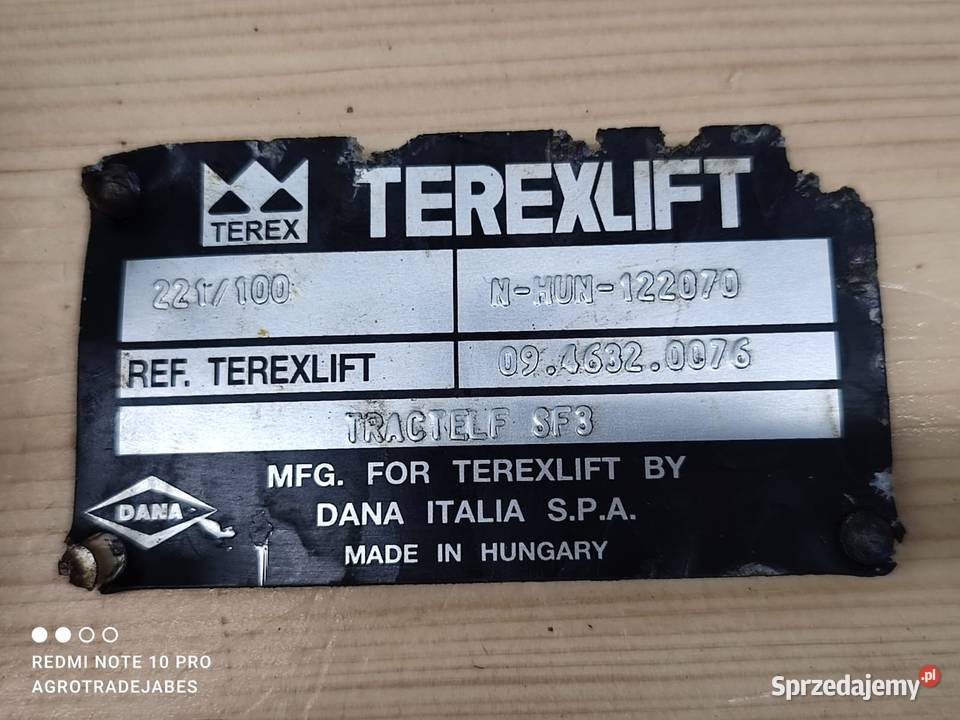 TEREX
TEREXLIFT
221/100
N-HUN-122070
REF. TEREXLIFT
09.4632.0076
TRACTELF SF3
MFG. FOR TEREXLIFT BY
DANA
DANA ITALIA S.P.A.
MADE IN HUNGARY
REDMI NOTE 10 PRO
AGROTRADEJABES
Sprzedajemy.pl